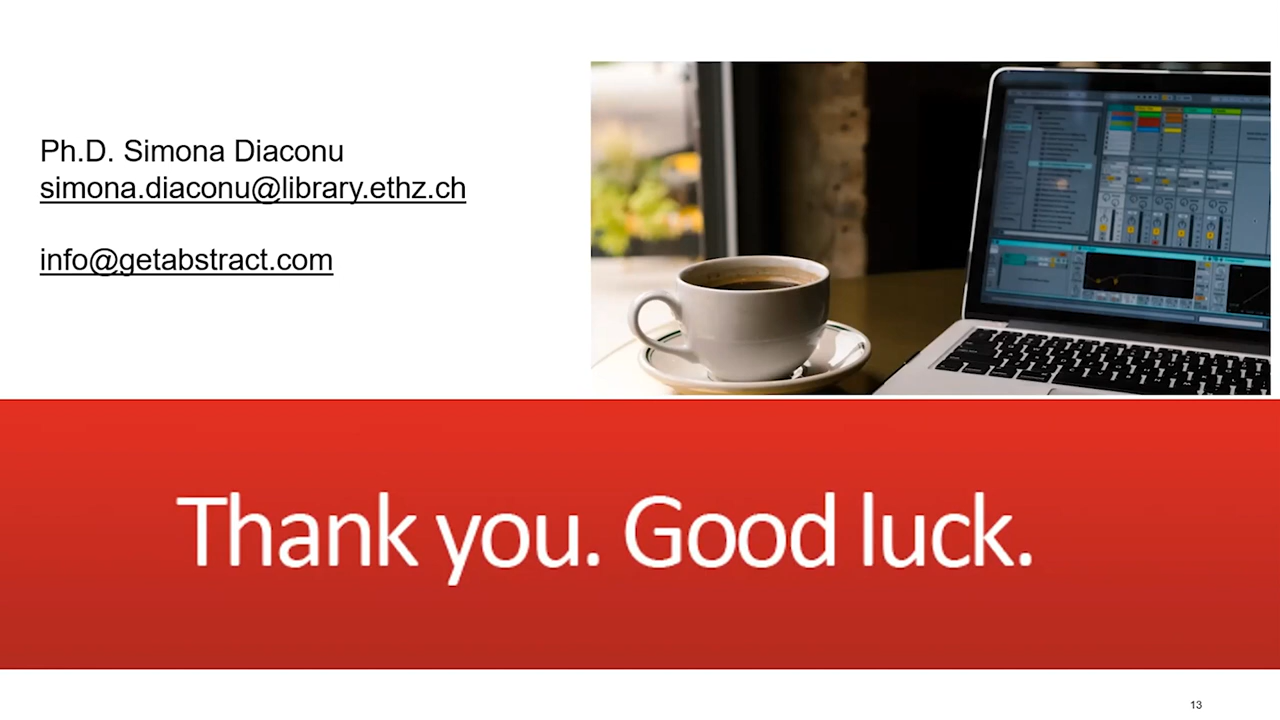 Ph.D. Simona Diaconu
simona.diaconu@library.ethz.ch
info@getabstract.com
Thank you. Good luck.
13